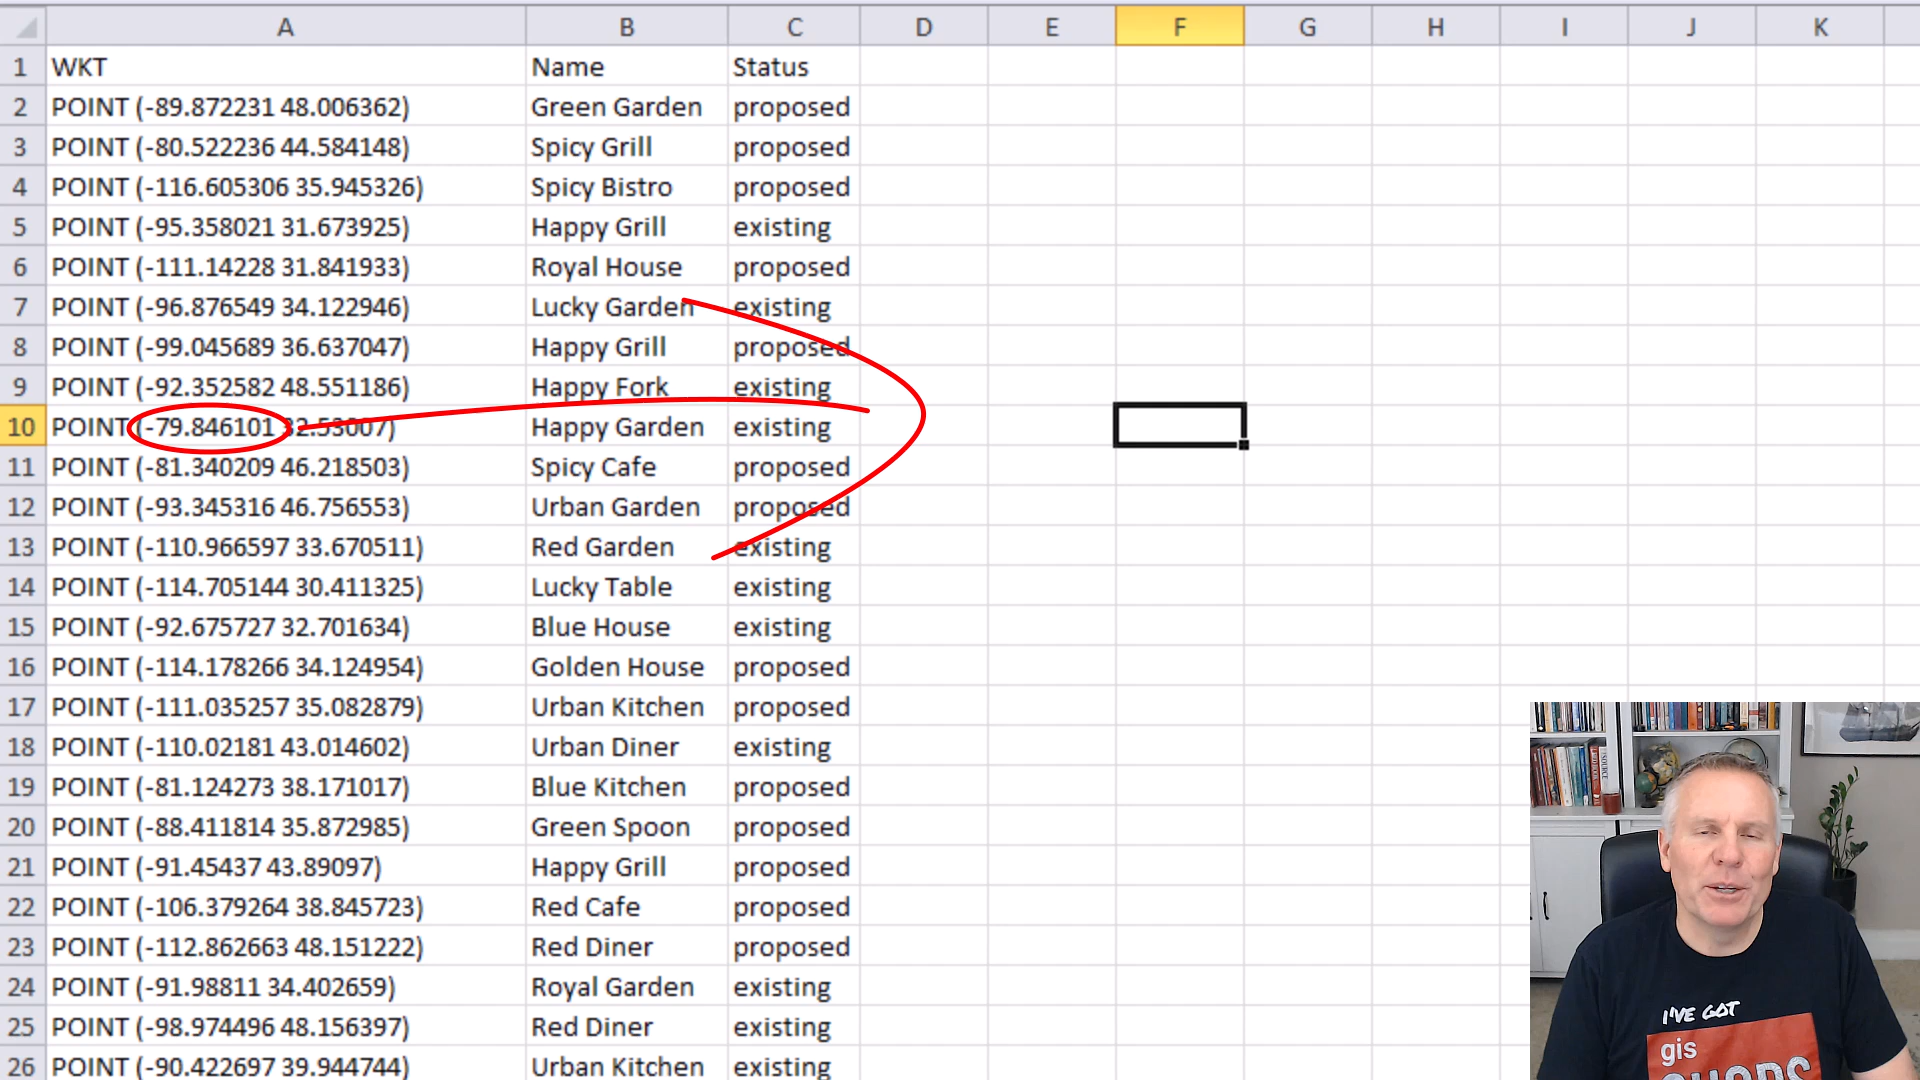 A B C D E F G H I J K
1 WKT Name Status
2 POINT (-89.872231 48.006362) Green Garden proposed
3 POINT (-80.522236 44.584148) Spicy Grill proposed
4 POINT (-116.605306 35.945326) Spicy Bistro proposed
5 POINT (-95.358021 31.673925) Happy Grill existing
6 POINT (-111.14228 31.841933) Royal House proposed
7 POINT (-96.876549 34.122946) Lucky Garden existing
8 POINT (-99.045689 36.637047) Happy Grill proposed
9 POINT (-92.352582 48.551186) Happy Fork existing
10 POINT (-79.846101 32.53007) Happy Garden existing
11 POINT (-81.340209 46.218503) Spicy Cafe proposed
12 POINT (-93.345316 46.756553) Urban Garden proposed
13 POINT (-110.966597 33.670511) Red Garden existing
14 POINT (-114.705144 30.411325) Lucky Table existing
15 POINT (-92.675727 32.701634) Blue House existing
16 POINT (-114.178266 34.124954) Golden House proposed
17 POINT (-111.035257 35.082879) Urban Kitchen proposed
18 POINT (-110.02181 43.014602) Urban Diner existing
19 POINT (-81.124273 38.171017) Blue Kitchen proposed
20 POINT (-88.411814 35.872985) Green Spoon proposed
21 POINT (-91.45437 43.89097) Happy Grill proposed
22 POINT (-106.379264 38.845723) Red Cafe proposed
23 POINT (-112.862663 48.151222) Red Diner proposed
24 POINT (-91.98811 34.402659) Royal Garden existing
25 POINT (-98.974496 48.156397) Red Diner existing
26 POINT (-90.422697 39.944744) Urban Kitchen existing
I'VE GOT
gis